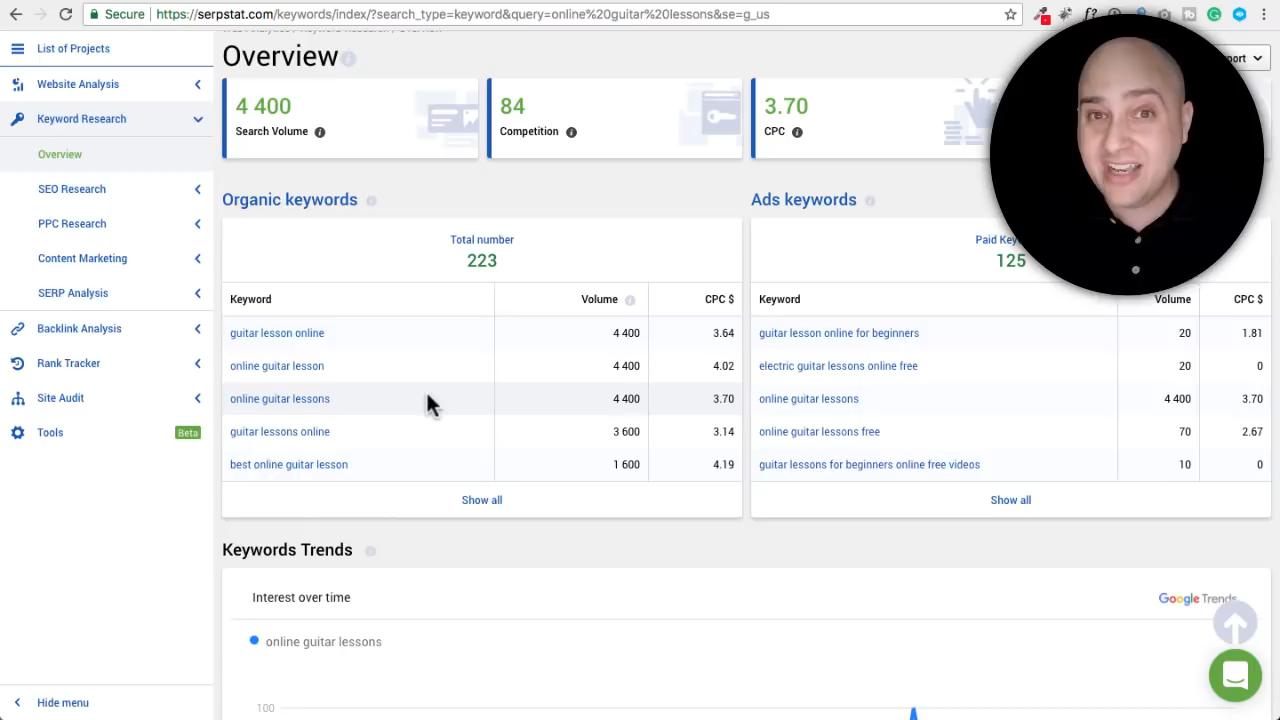 Secure https://serpstat.com/keywords/index/?search_type=keyword&query=online%20guitar%20lessons&se=g_us
List of Projects
Website Analysis
Keyword Research
Overview
SEO Research
PPC Research
Content Marketing
SERP Analysis
Backlink Analysis
Rank Tracker
Site Audit
Tools Beta
Hide menu
Overview
4 400
Search Volume
84
Competition
3.70
CPC
Organic keywords
Total number
223
Keyword Volume CPC $
guitar lesson online 4 400 3.64
online guitar lesson 4 400 4.02
online guitar lessons 4 400 3.70
guitar lessons online 3 600 3.14
best online guitar lesson 1 600 4.19
Show all
Ads keywords
Paid
125
Keyword Volume CPC $
guitar lesson online for beginners 20 1.81
electric guitar lessons online free 20 0
online guitar lessons 4 400 3.70
online guitar lessons free 70 2.67
guitar lessons for beginners online free videos 10 0
Show all
Keywords Trends
Interest over time
Google Trends
online guitar lessons
100